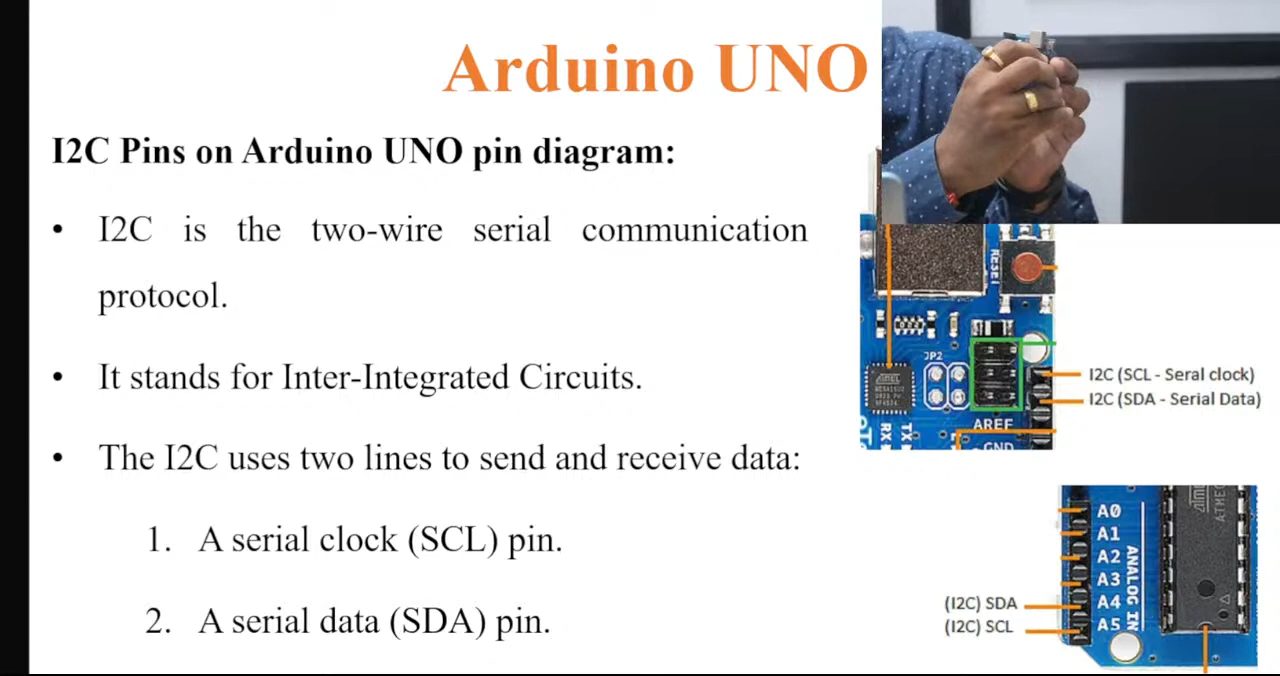 Arduino UNO
I2C Pins on Arduino UNO pin diagram:
• I2C is the two-wire serial communication
protocol.
• It stands for Inter-Integrated Circuits.
• The I2C uses two lines to send and receive data:
1. A serial clock (SCL) pin.
2. A serial data (SDA) pin.
RESET
JP2
I2C (SCL - Seral clock)
I2C (SDA - Serial Data)
AREF
GND
RX
TX
A0
A1
A2
A3
A4
A5
ANALOG IN
(I2C) SDA
(I2C) SCL